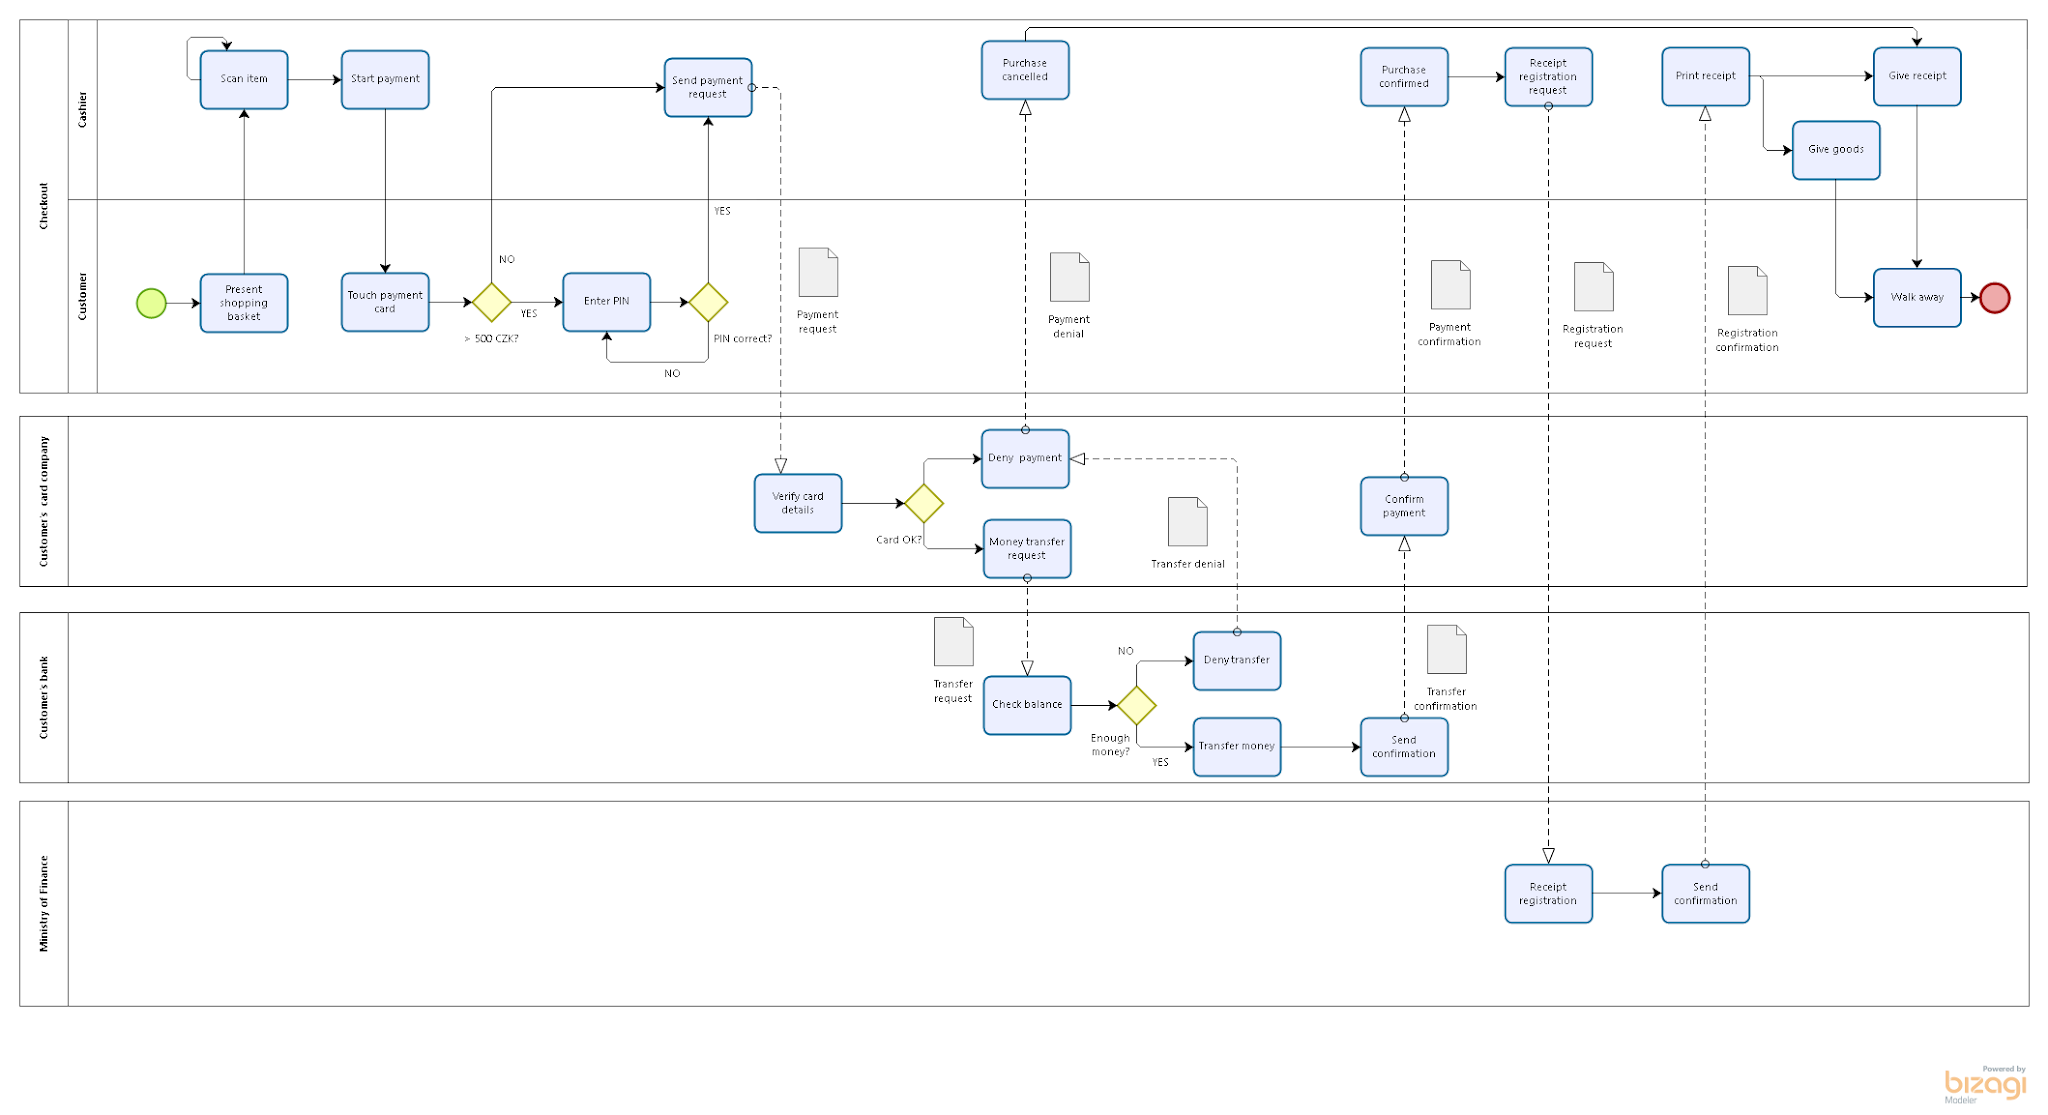 Checkout
Cashier
Scan item
Start payment
Send payment
request
Purchase
cancelled
Purchase
confirmed
Receipt
registration
request
Print receipt
Give receipt
Give goods
Customer
Present
shopping
basket
Touch payment
card
NO
YES
> 500 CZK?
Enter PIN
YES
PIN correct?
NO
Payment
request
Payment
denial
Payment
confirmation
Registration
request
Registration
confirmation
Walk away
Customer's card company
Verify card
details
Card OK?
Deny payment
Money transfer
request
Transfer denial
Confirm
payment
Customer's bank
Transfer
request
Check balance
NO
Enough
money?
YES
Deny transfer
Transfer money
Send
confirmation
Transfer
confirmation
Ministry of Finance
Receipt
registration
Send
confirmation
Powered by
bizagi
Modeler